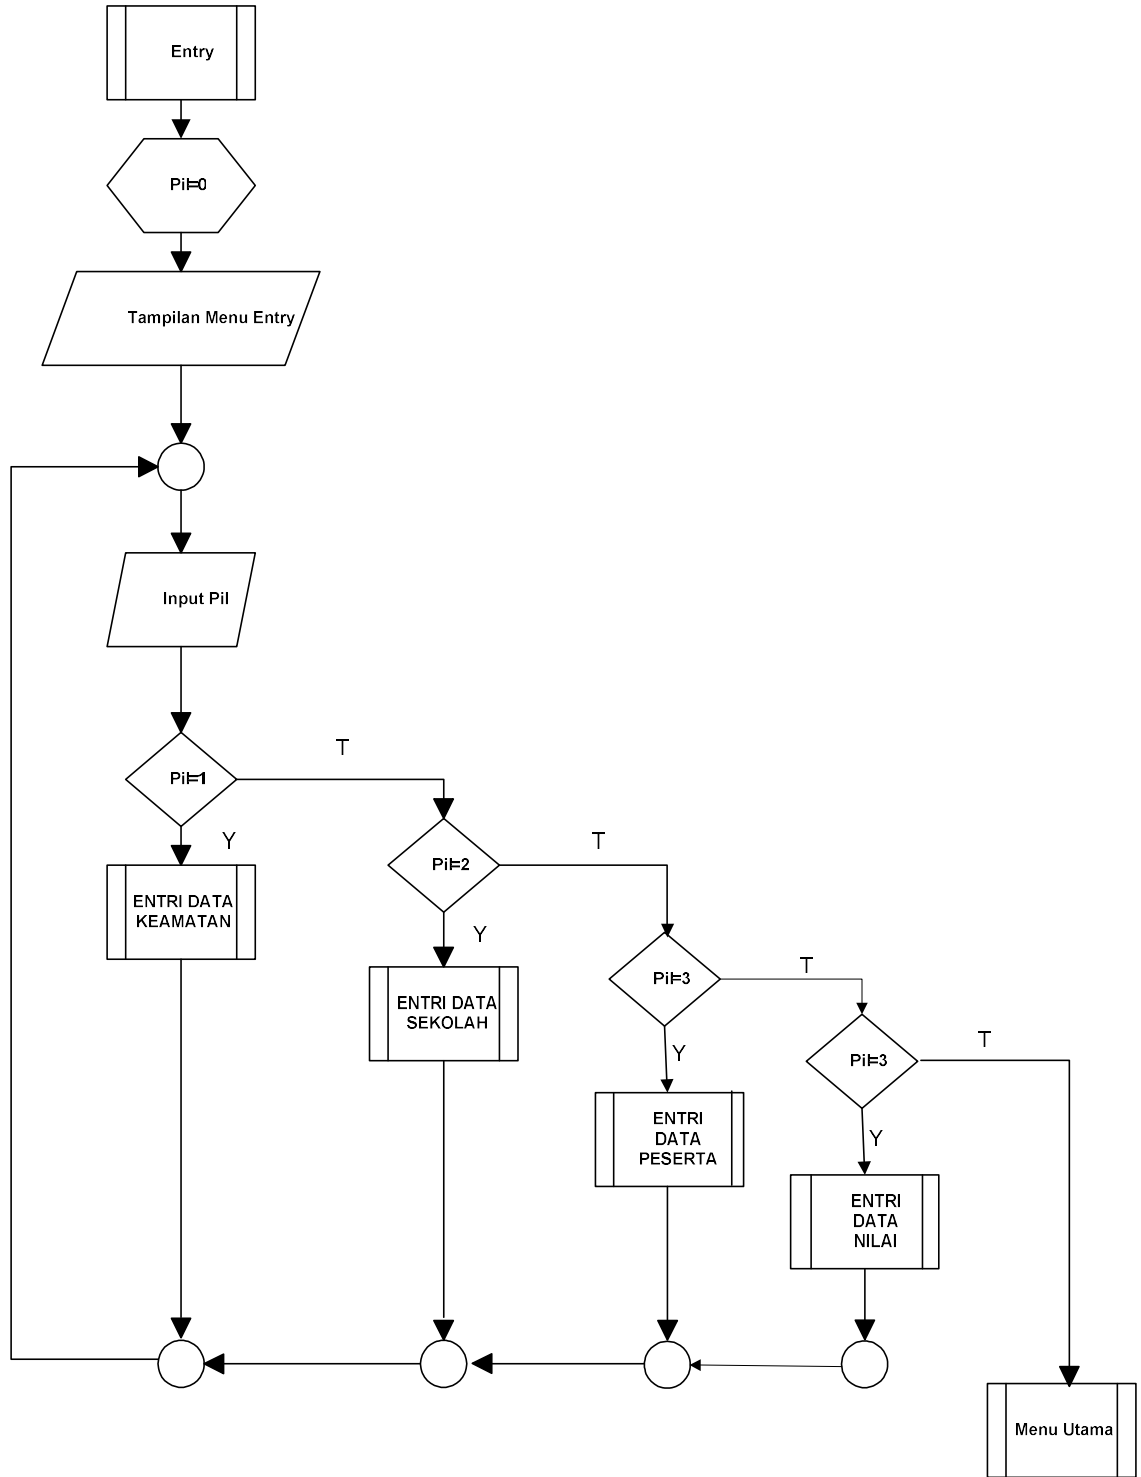 Entry
Pil=0
Tampilan Menu Entry
Input Pil
Pil=1
T
Y
ENTRI DATA
KEAMATAN
Pil=2
T
Y
ENTRI DATA
SEKOLAH
Pil=3
T
Y
ENTRI
DATA
PESERTA
Pil=3
T
Y
ENTRI
DATA
NILAI
Menu Utama